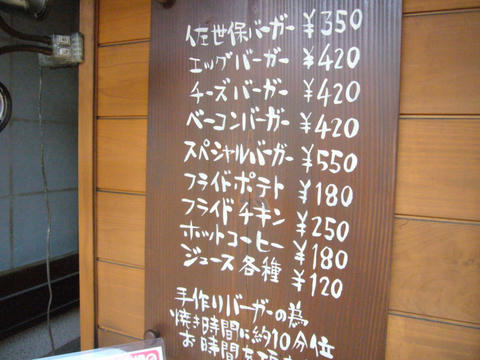 佐世保バーガー ¥350
エッグバーガー ¥420
チーズバーガー ¥420
ベーコンバーガー ¥420
スペシャルバーガー ¥550
フライドポテト ¥180
フライドチキン ¥250
ホットコーヒー ¥180
ジュース各種 ¥120
手作りバーガーの為
焼き時間に約10分位
お時間を